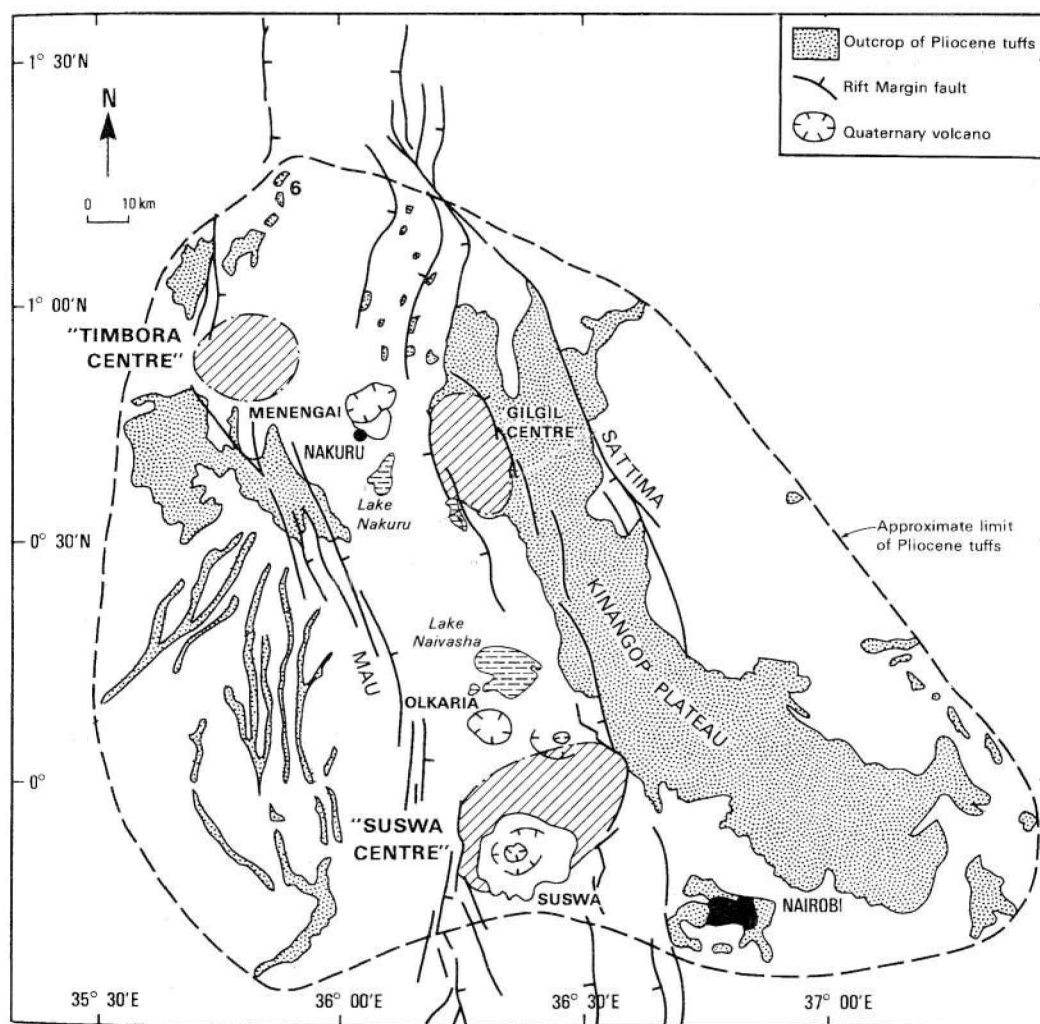 Outcrop of Pliocene tuffs
Rift Margin fault
Quaternary volcano
1° 30'N
N
0 10 km
6
1° 00'N
"TIMBORA
CENTRE"
MENENGAI
NAKURU
Lake
Nakuru
GILGIL
CENTRE"
SATTIMA
Approximate limit
of Pliocene tuffs
0° 30'N
KINANGOP PLATEAU
Lake
Naivasha
MAU
OLKARIA
0°
"SUSWA
CENTRE"
SUSWA
NAIROBI
35° 30'E
36° 00'E
36° 30'E
37° 00'E